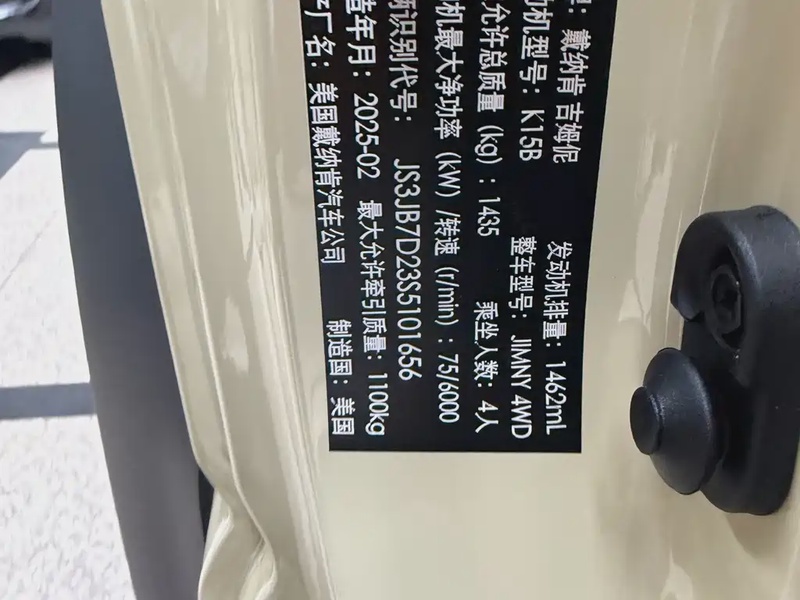 戴纳肯 吉姆伲 发动机排量：1462mL
动机型号：K15B 整车型号：JIMNY 4WD
允许总质量（kg）：1435 乘坐人数：4人
机最大净功率（kW）/转速（r/min）：75/6000
辆识别代号：JS3JB7D23S5101656
造年月：2025-02 最大允许牵引质量：1100kg
产厂名：美国戴纳肯汽车公司 制造国：美国